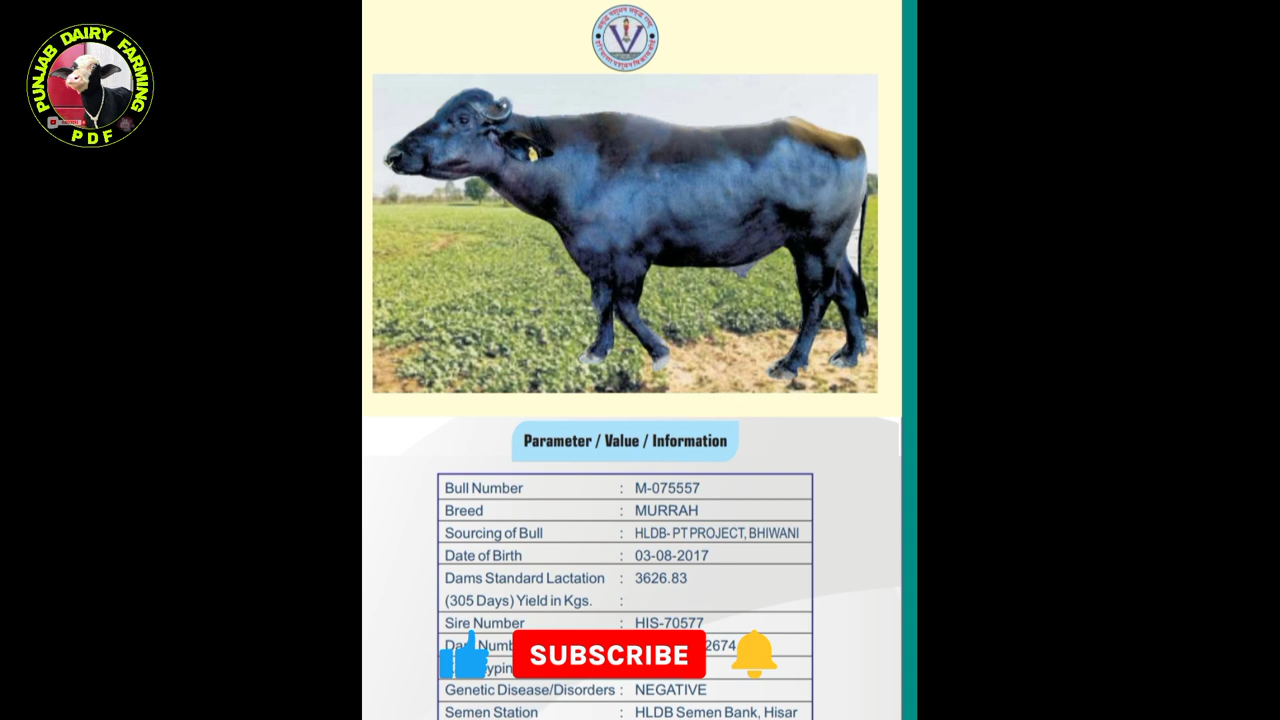 PUNJAB DAIRY FARMING
PDF
V
Parameter / Value / Information
Bull Number : M-075557
Breed : MURRAH
Sourcing of Bull : HLDB- PT PROJECT, BHIWANI
Date of Birth : 03-08-2017
Dams Standard Lactation : 3626.83
(305 Days) Yield in Kgs. :
Sire Number : HIS-70577
2674
SUBSCRIBE
Genetic Disease/Disorders : NEGATIVE
Semen Station : HLDB Semen Bank, Hisar